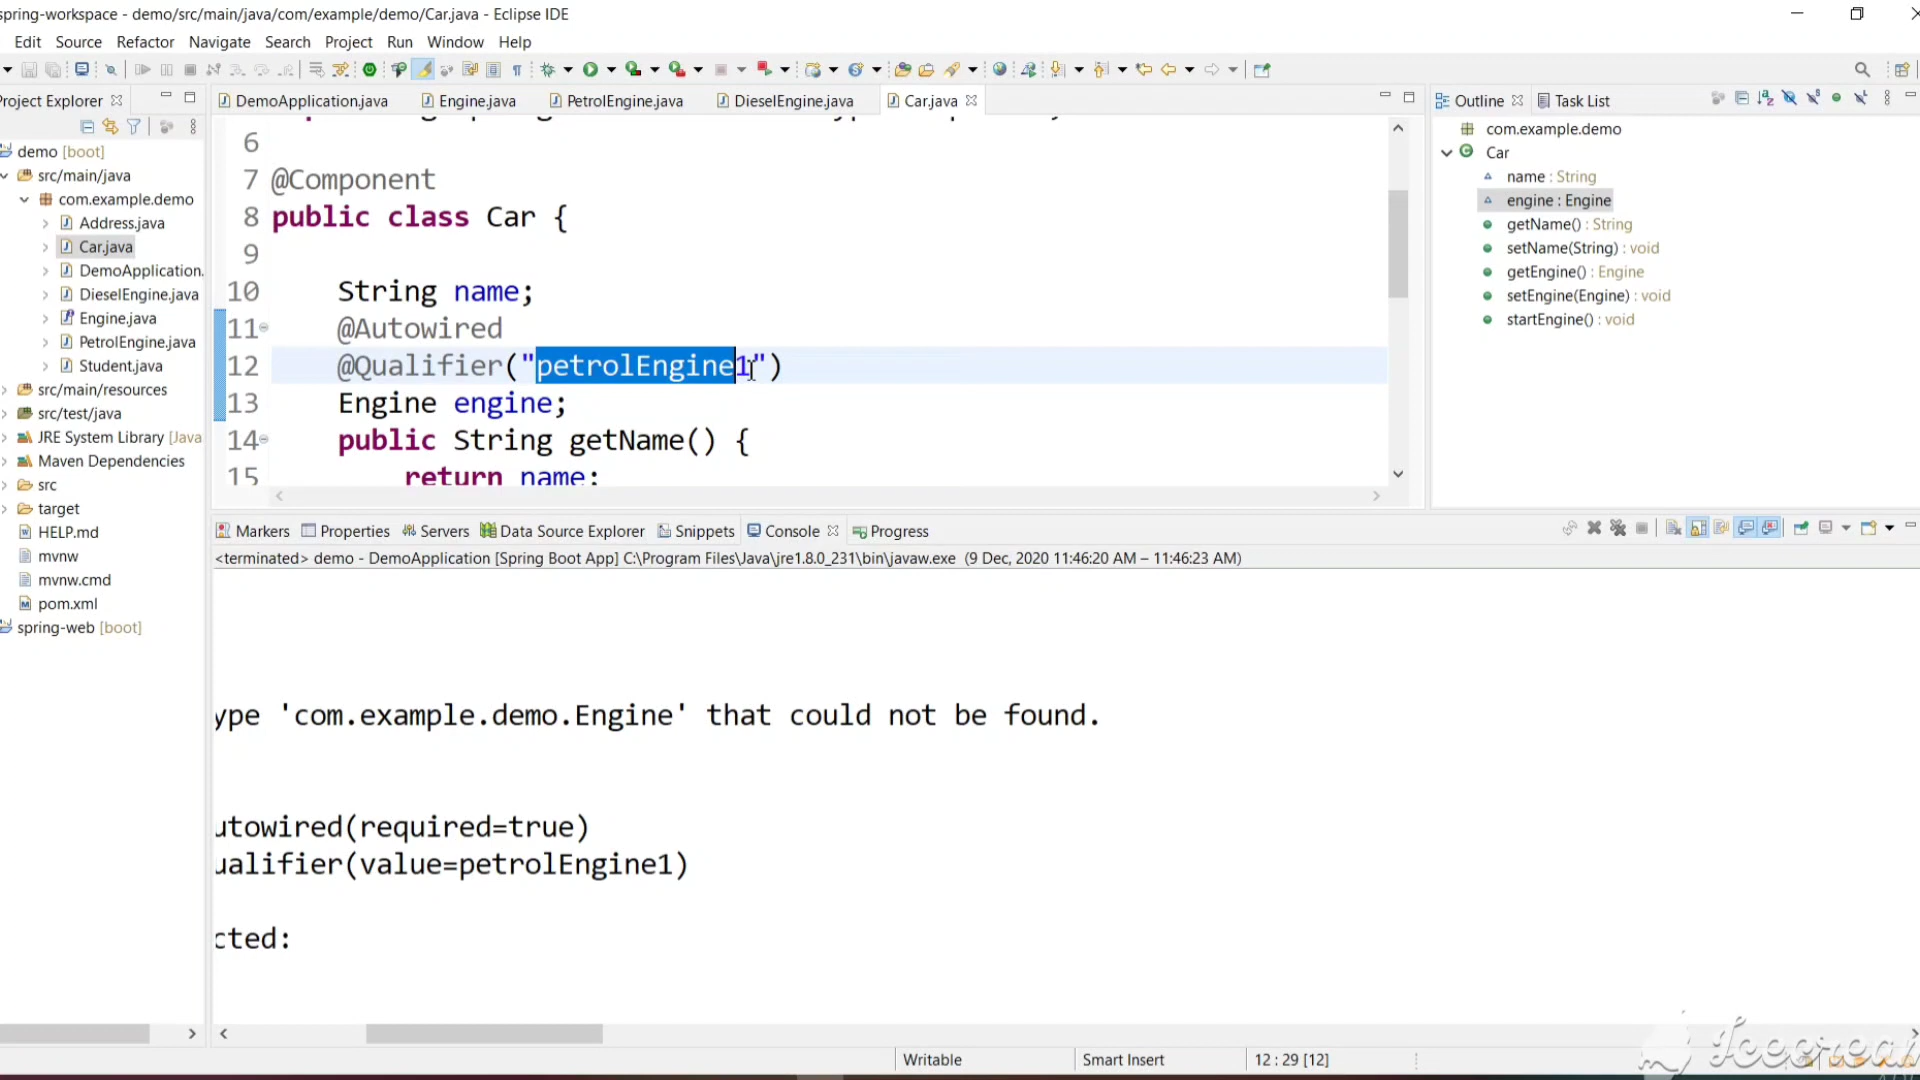 spring-workspace - demo/src/main/java/com/example/demo/Car.java - Eclipse IDE
Edit Source Refactor Navigate Search Project Run Window Help
Project Explorer
demo [boot]
src/main/java
com.example.demo
Address.java
Car.java
DemoApplication.
DieselEngine.java
Engine.java
PetrolEngine.java
Student.java
src/main/resources
src/test/java
JRE System Library [Java
Maven Dependencies
src
target
HELP.md
mvnw
mvnw.cmd
pom.xml
spring-web [boot]
DemoApplication.java Engine.java PetrolEngine.java DieselEngine.java Car.java
6
7 @Component
8 public class Car {
9
10 String name;
11 @Autowired
12 @Qualifier("petrolEngine1")
13 Engine engine;
14 public String getName() {
15 return name;
Outline Task List
com.example.demo
Car
name : String
engine : Engine
getName() : String
setName(String) : void
getEngine() : Engine
setEngine(Engine) : void
startEngine() : void
Markers Properties Servers Data Source Explorer Snippets Console Progress
<terminated> demo - DemoApplication [Spring Boot App] C:\Program Files\Java\jre1.8.0_231\bin\javaw.exe (9 Dec, 2020 11:46:20 AM – 11:46:23 AM)
ype 'com.example.demo.Engine' that could not be found.
utowired(required=true)
ualifier(value=petrolEngine1)
cted:
Writable Smart Insert 12 : 29 [12]